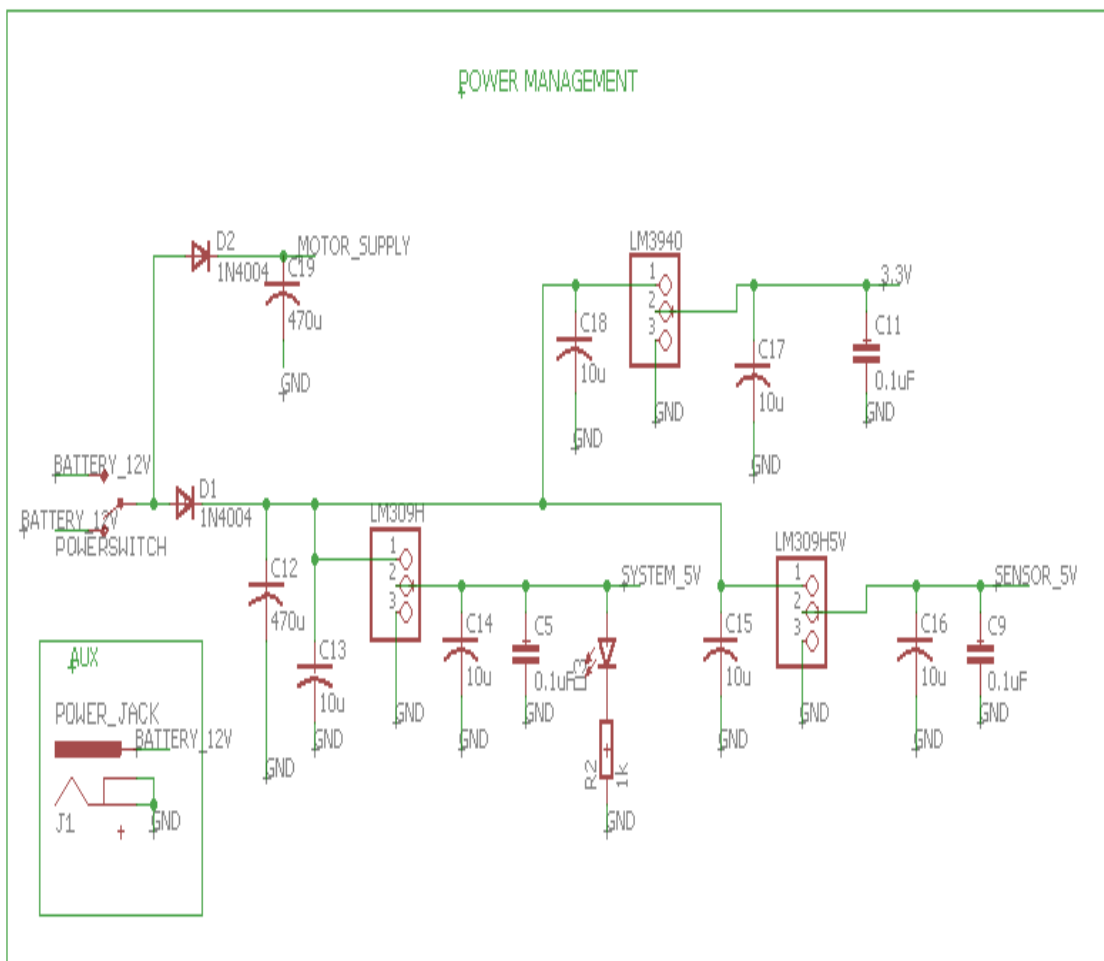 POWER MANAGEMENT
D2
1N4004
MOTOR_SUPPLY
C19
470u
GND
LM3940
1
2
3
GND
C18
10u
GND
C17
10u
GND
3.3V
C11
0.1uF
GND
BATTERY_12V
BATTERY_12V
POWERSWITCH
D1
1N4004
C12
470u
GND
C13
10u
GND
LM309H
1
2
3
GND
C14
10u
GND
C5
0.1uF
GND
SYSTEM_5V
R2
1k
GND
LM309H5V
1
2
3
GND
C15
10u
GND
C16
10u
GND
SENSOR_5V
C9
0.1uF
GND
AUX
POWER_JACK
BATTERY_12V
J1
GND